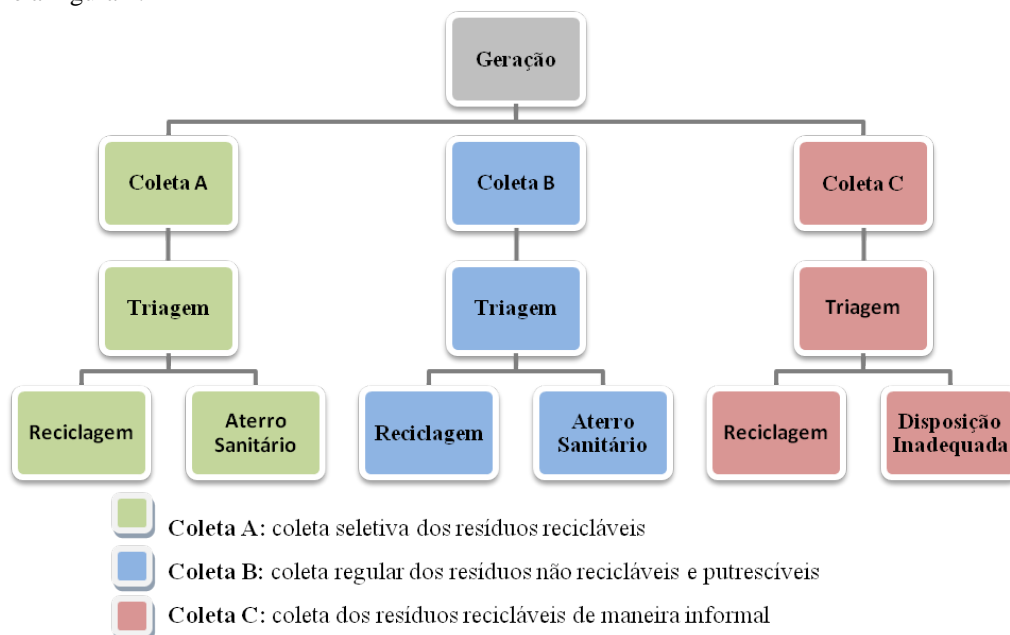 Geração
Coleta A
Coleta B
Coleta C
Triagem
Triagem
Triagem
Reciclagem
Aterro
Sanitário
Reciclagem
Aterro
Sanitário
Reciclagem
Disposição
Inadequada
Coleta A: coleta seletiva dos resíduos recicláveis
Coleta B: coleta regular dos resíduos não recicláveis e putrescíveis
Coleta C: coleta dos resíduos recicláveis de maneira informal